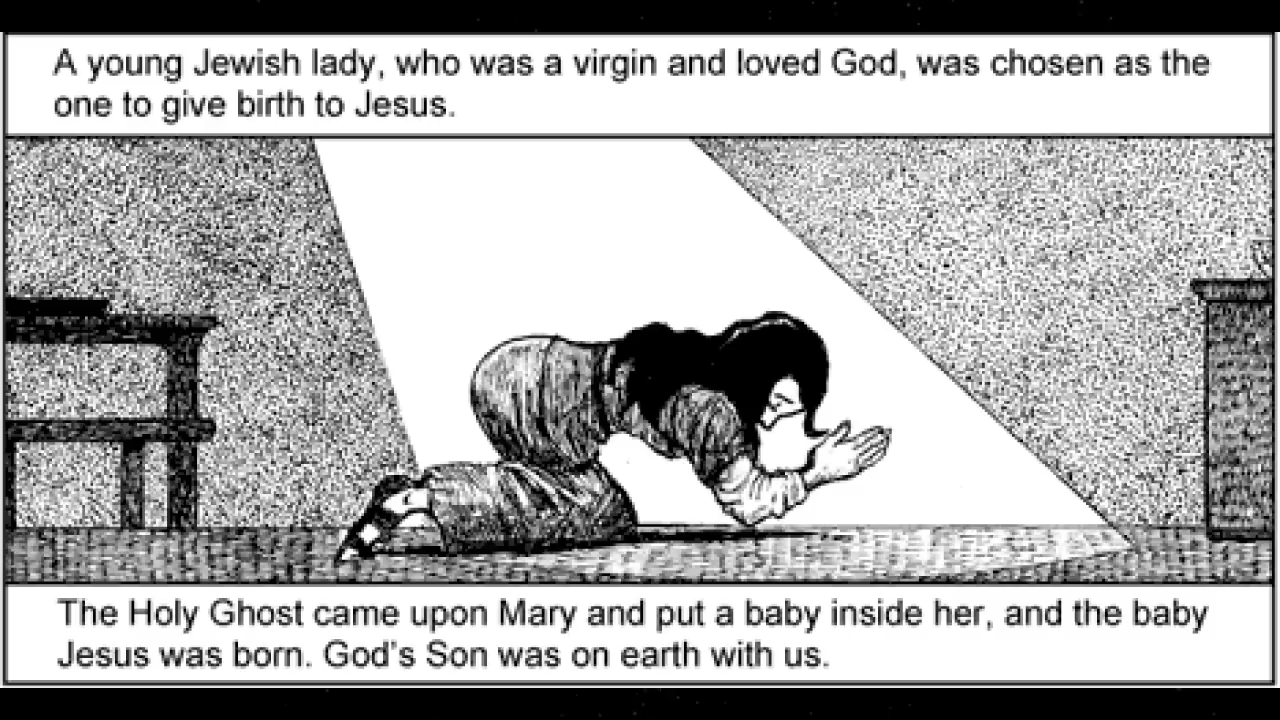 A young Jewish lady, who was a virgin and loved God, was chosen as the
one to give birth to Jesus.
The Holy Ghost came upon Mary and put a baby inside her, and the baby
Jesus was born. God's Son was on earth with us.